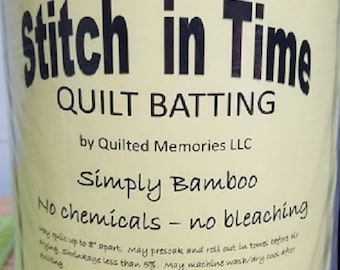 Stitch in Time
QUILT BATTING
by Quilted Memories LLC
Simply Bamboo
No chemicals – no bleaching
May quilt up to 8" apart. May presoak and roll out in towel before air
drying. Shrinkage less than 5%. May machine wash/dry cool after